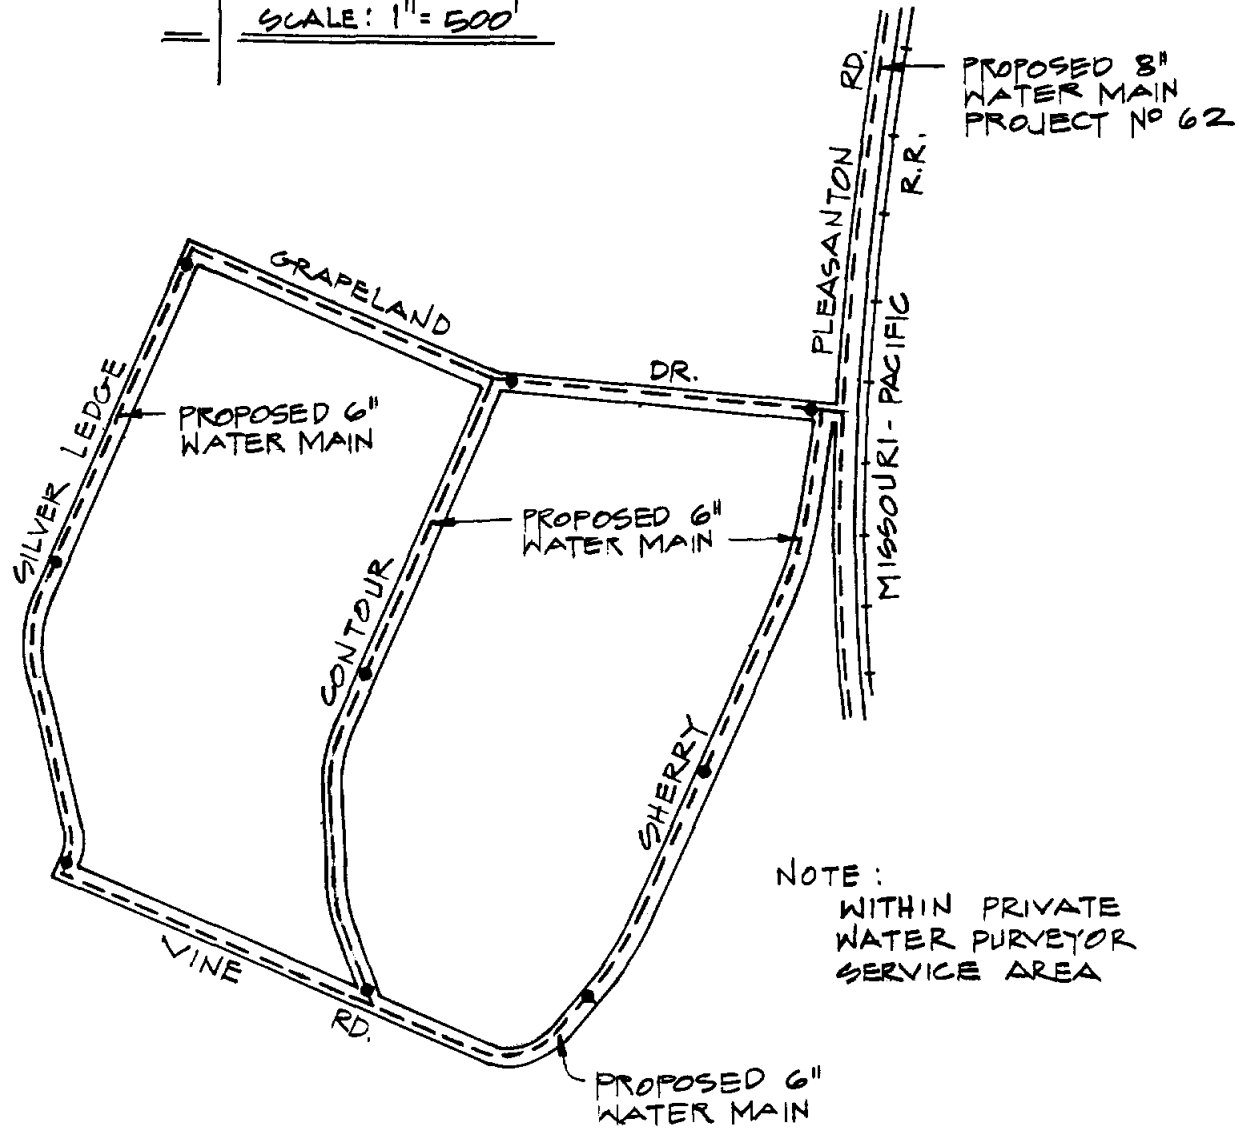 SCALE: 1"= 500'
PROPOSED 8"
WATER MAIN
PROJECT Nº 62
PLEASANTON RD.
MISSOURI-PACIFIC R.R.
GRAPELAND DR.
SILVER LEDGE
PROPOSED 6"
WATER MAIN
PROPOSED 6"
WATER MAIN
CONTOUR
SHERRY
NOTE:
WITHIN PRIVATE
WATER PURVEYOR
SERVICE AREA
VINE RD.
PROPOSED 6"
WATER MAIN